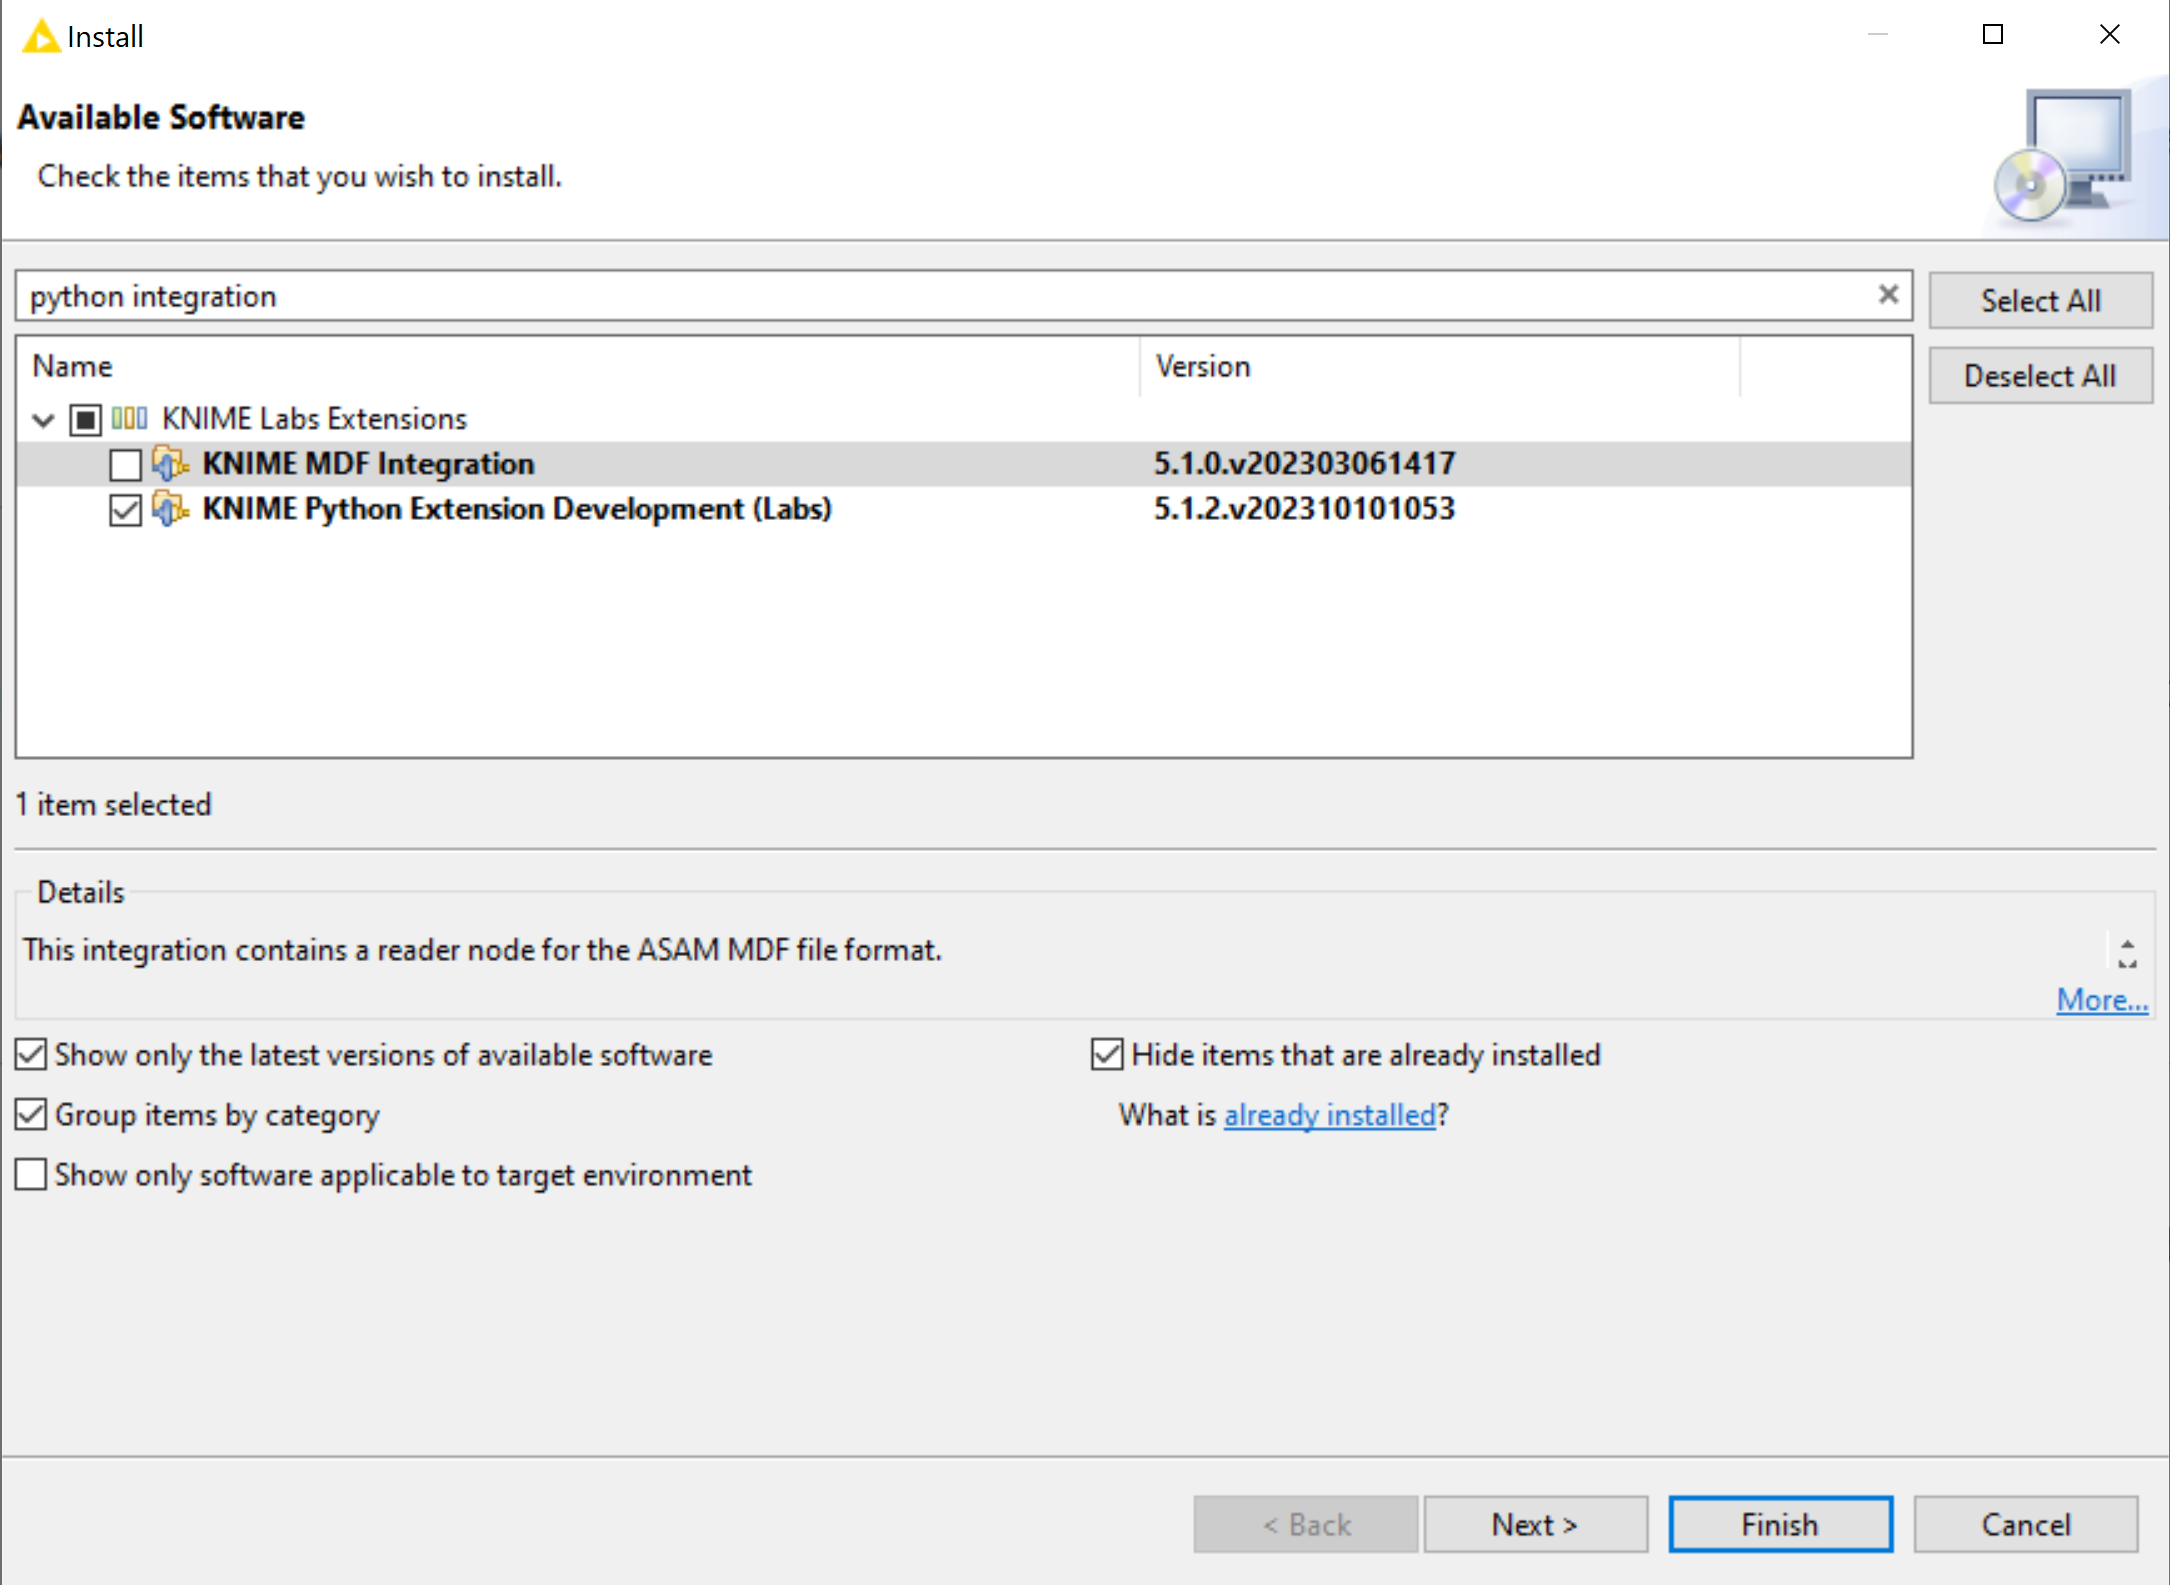 Install
Available Software
Check the items that you wish to install.
python integration
Select All
Name Version
Deselect All
KNIME Labs Extensions
KNIME MDF Integration 5.1.0.v202303061417
KNIME Python Extension Development (Labs) 5.1.2.v202310101053
1 item selected
Details
This integration contains a reader node for the ASAM MDF file format.
More...
Show only the latest versions of available software Hide items that are already installed
Group items by category What is already installed?
Show only software applicable to target environment
< Back Next > Finish Cancel